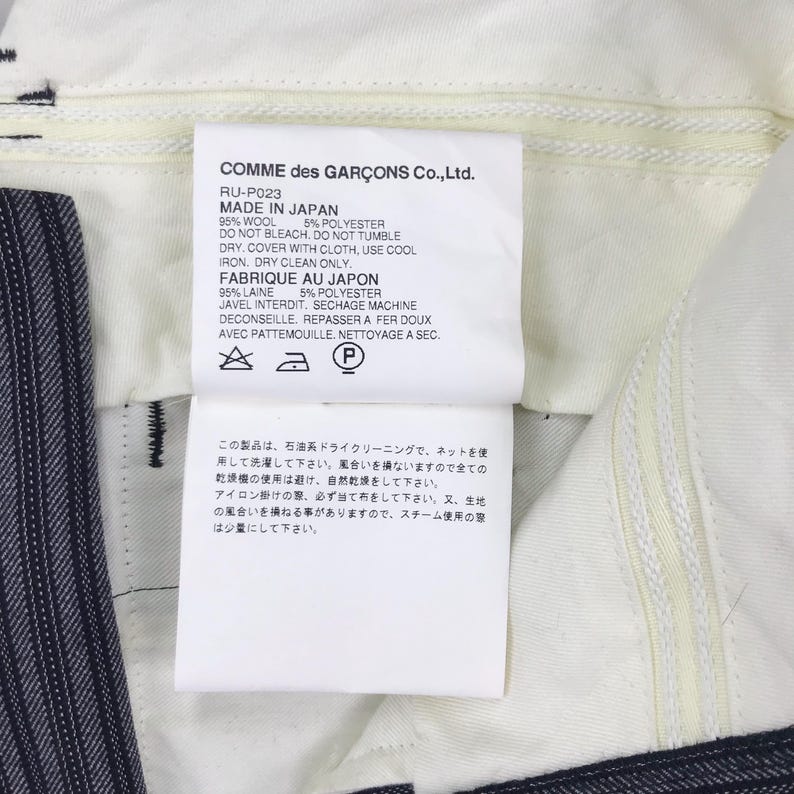 COMME des GARÇONS Co.,Ltd.
RU-P023
MADE IN JAPAN
95% WOOL 5% POLYESTER
DO NOT BLEACH. DO NOT TUMBLE
DRY. COVER WITH CLOTH, USE COOL
IRON. DRY CLEAN ONLY.
FABRIQUE AU JAPON
95% LAINE 5% POLYESTER
JAVEL INTERDIT. SECHAGE MACHINE
DECONSEILLE. REPASSER A FER DOUX
AVEC PATTEMOUILLE. NETTOYAGE A SEC.
P
この製品は、石油系ドライクリーニングで、ネットを使
用して洗濯して下さい。風合いを損ないますので全ての
乾燥機の使用は避け、自然乾燥をして下さい。
アイロン掛けの際、必ず当て布をして下さい。又、生地
の風合いを損ねる事がありますので、スチーム使用の際
は少量にして下さい。